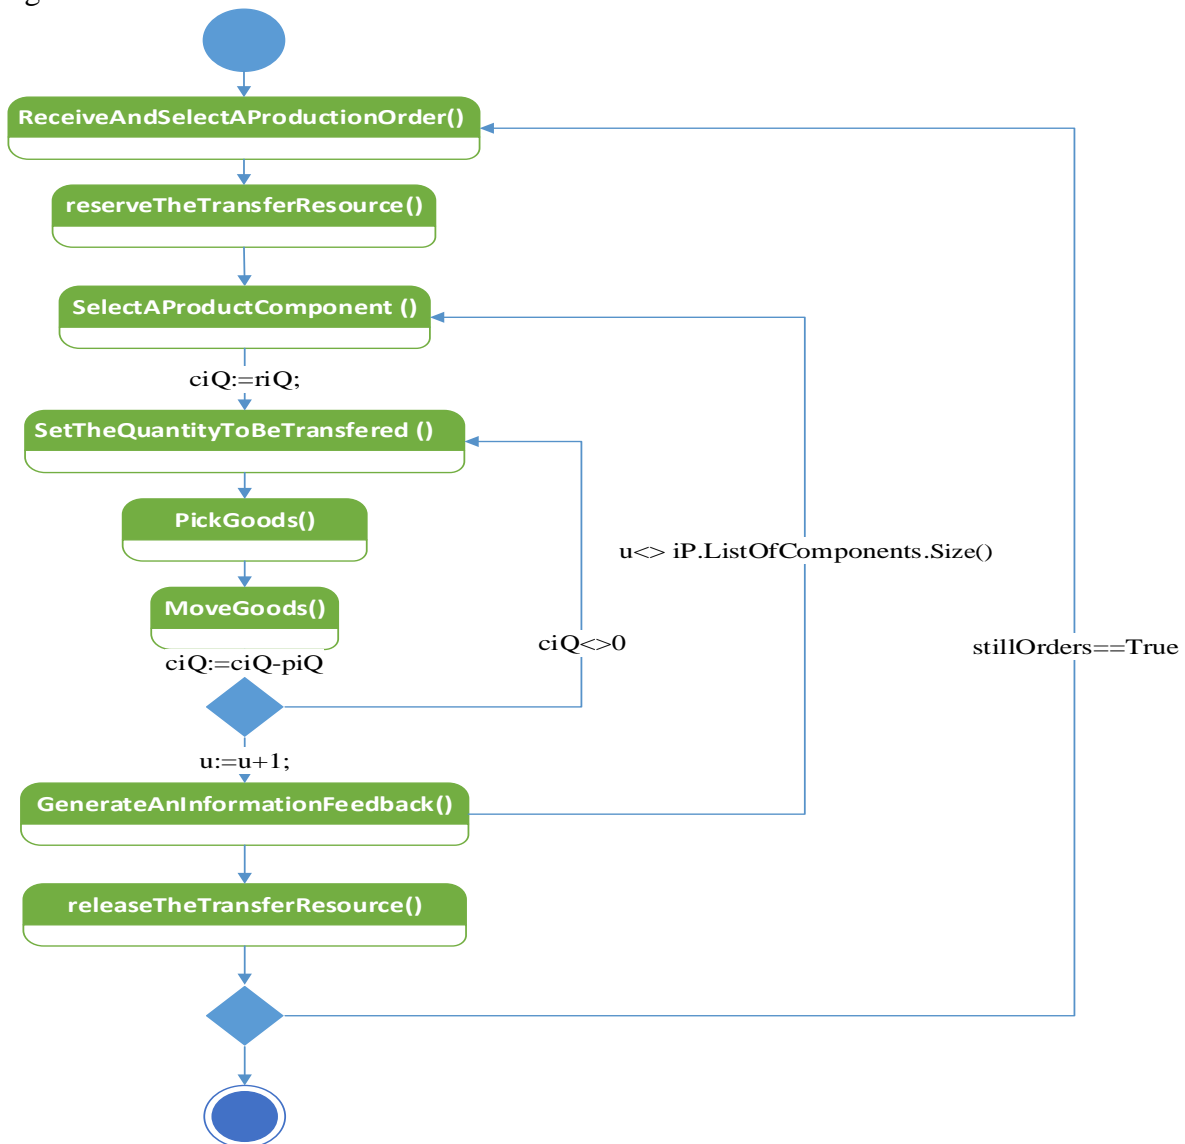 ReceiveAndSelectAProductionOrder()
reserveTheTransferResource()
SelectAProductComponent ()
ciQ:=riQ;
SetTheQuantityToBeTransfered ()
PickGoods()
u<> iP.ListOfComponents.Size()
MoveGoods()
ciQ<>0
stillOrders==True
ciQ:=ciQ-piQ
u:=u+1;
GenerateAnInformationFeedback()
releaseTheTransferResource()